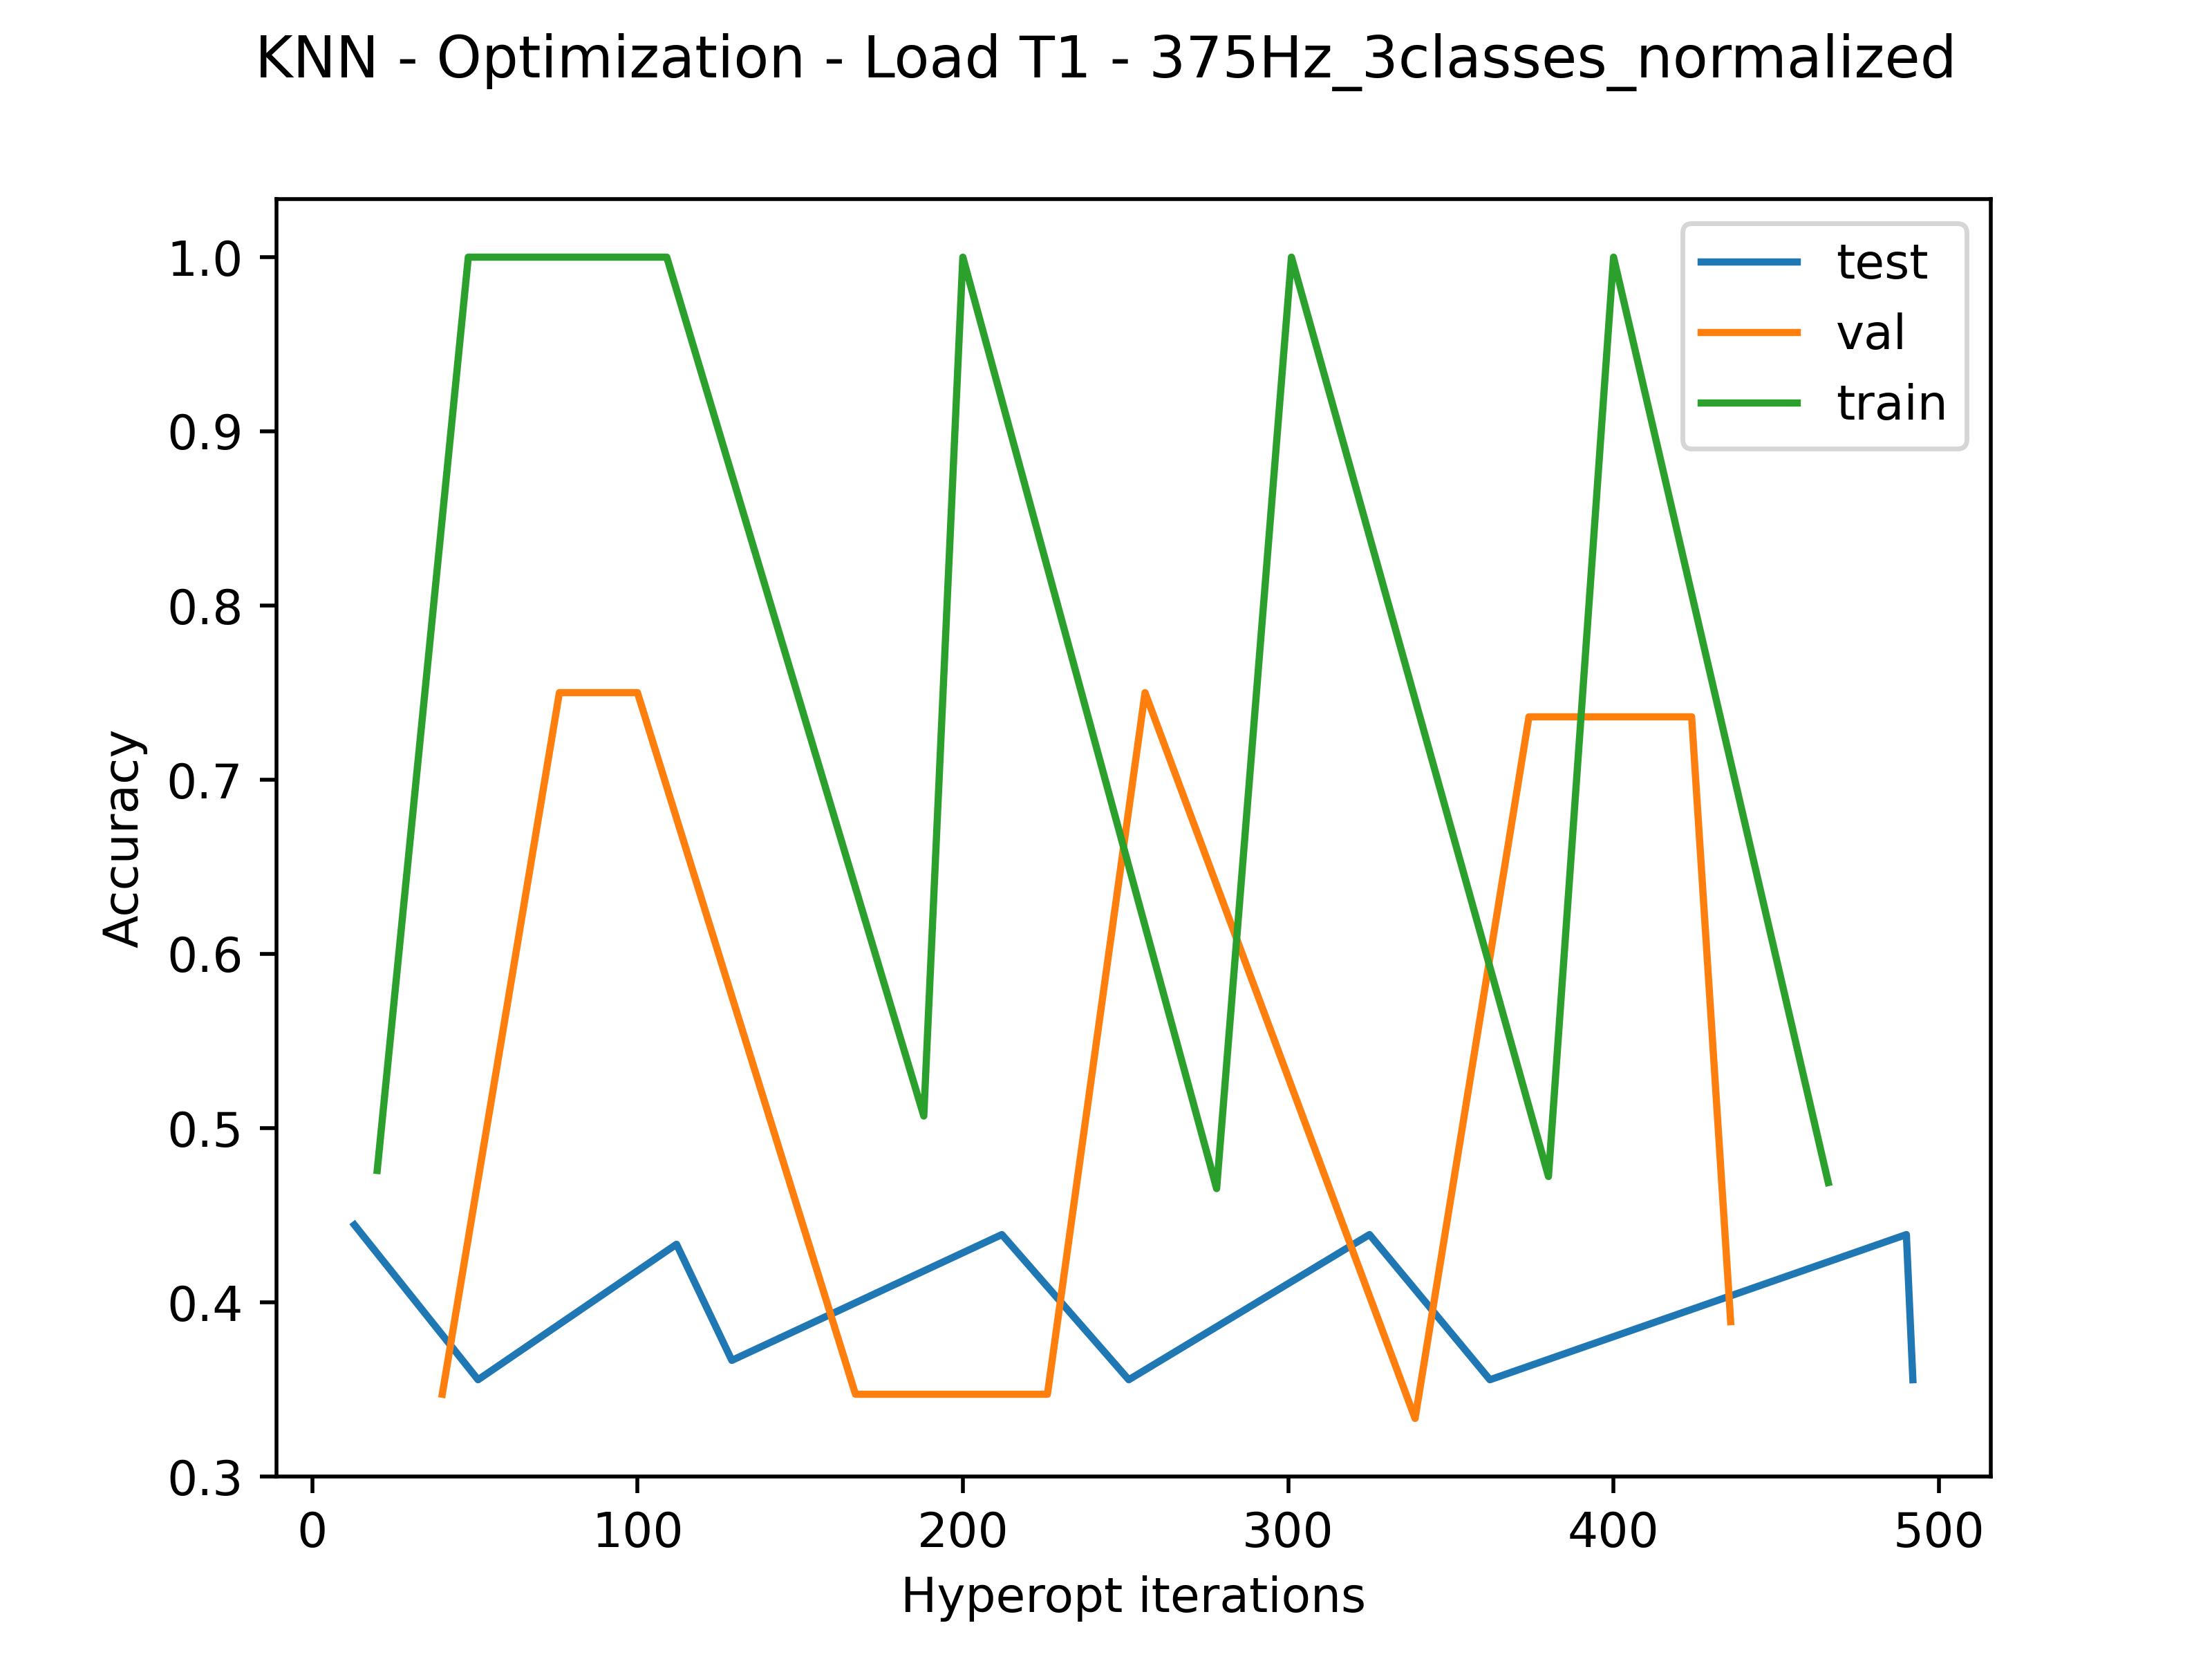 KNN - Optimization - Load T1 - 375Hz_3classes_normalized
test
val
train
1.0
0.9
0.8
0.7
0.6
0.5
0.4
0.3
Accuracy
0 100 200 300 400 500
Hyperopt iterations